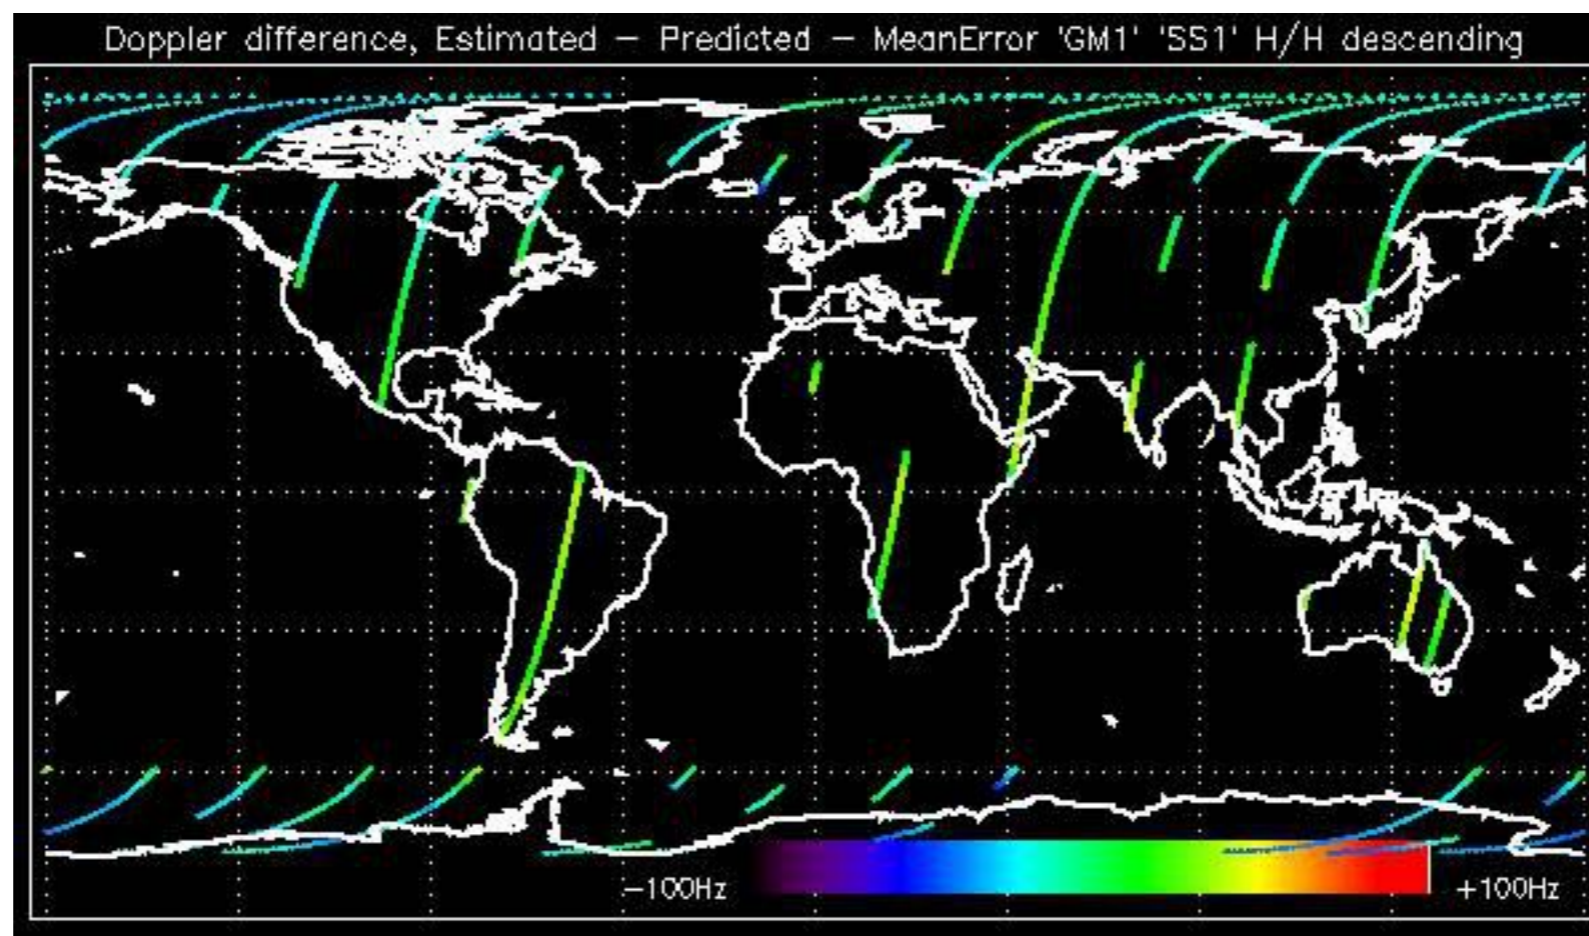 Doppler difference, Estimated – Predicted – MeanError 'GM1' 'SS1' H/H descending
-100Hz
+100Hz